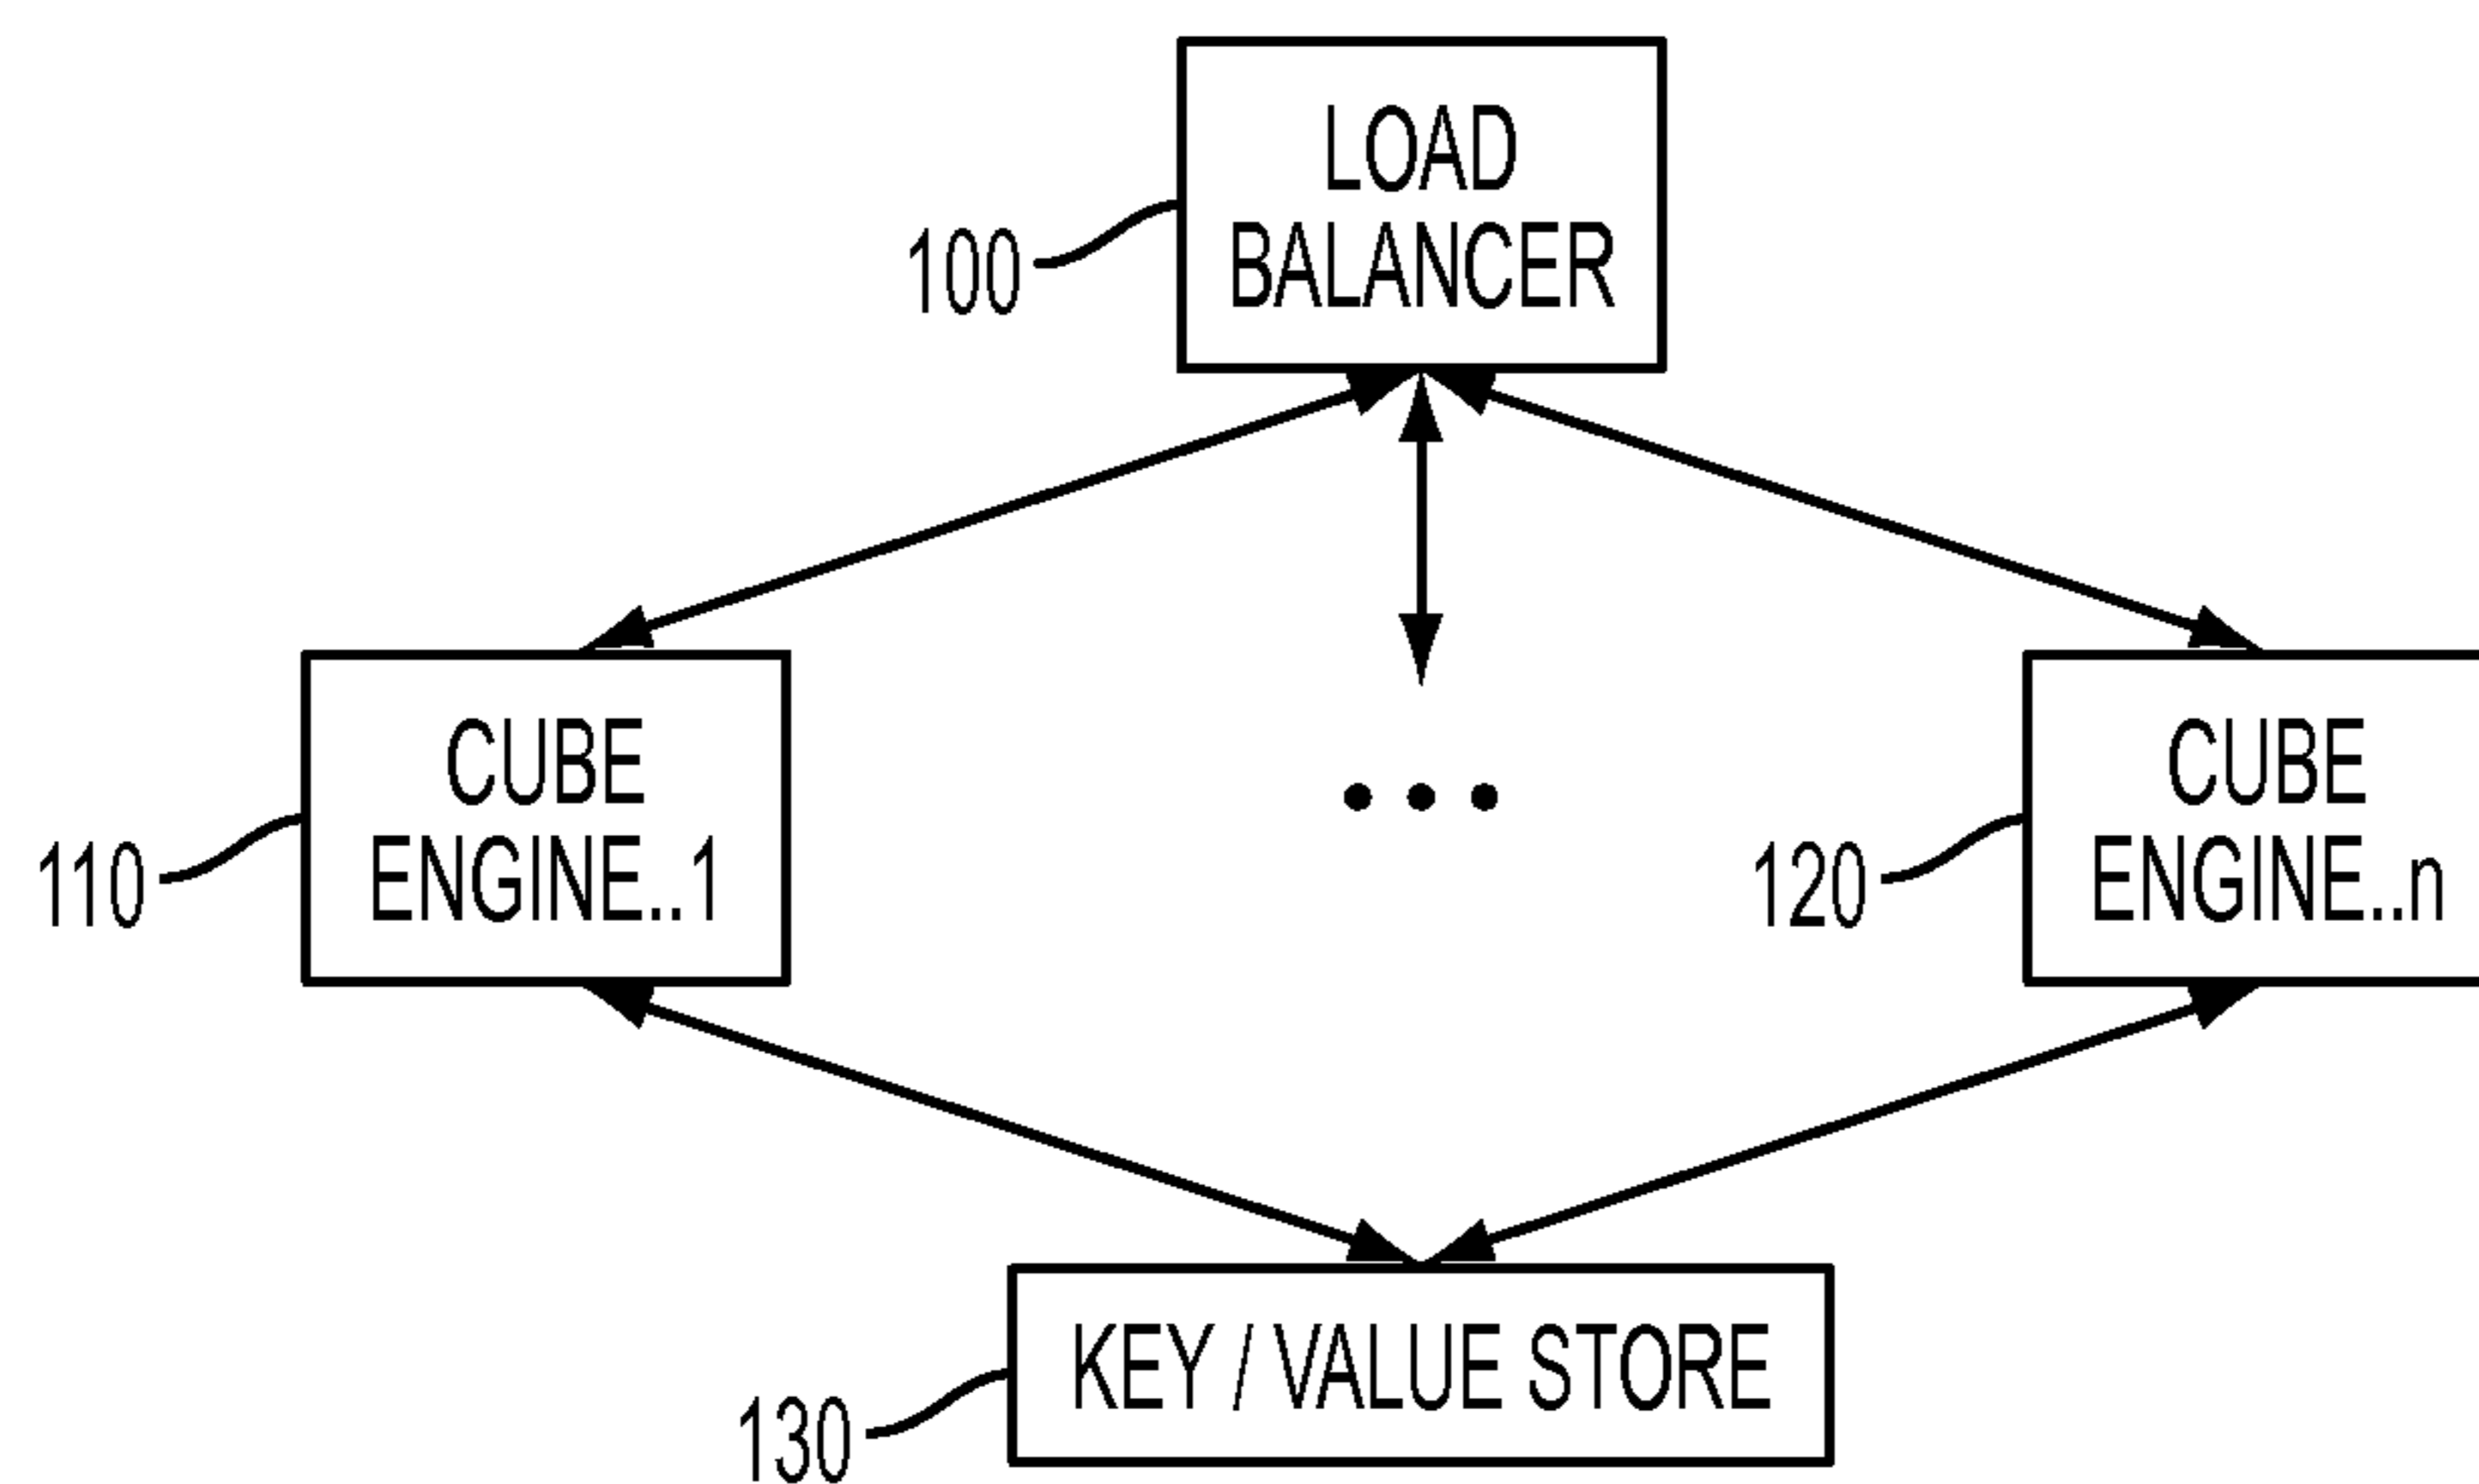 LOAD
BALANCER
100
CUBE
ENGINE..1
110
• • •
CUBE
ENGINE..n
120
KEY / VALUE STORE
130